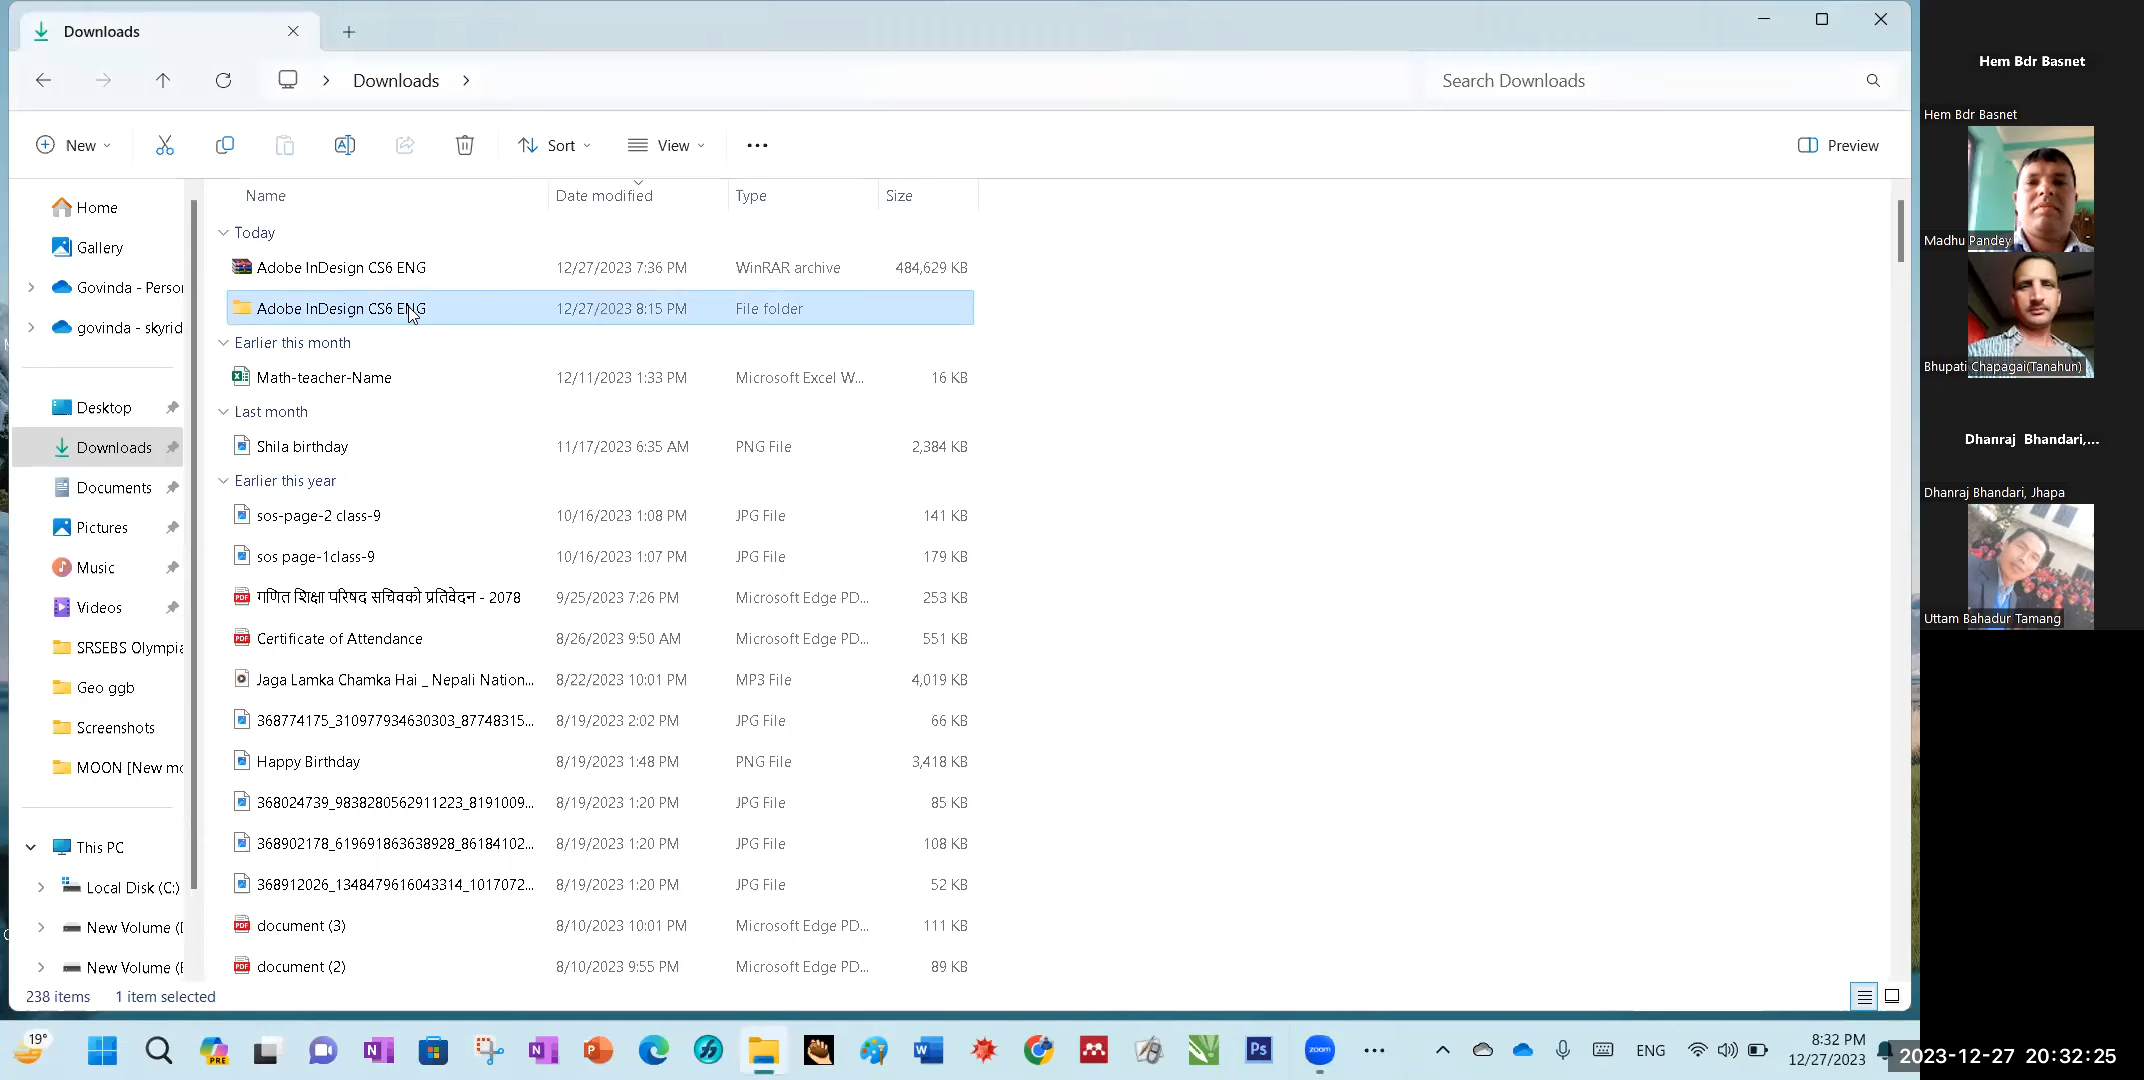 Downloads
Downloads
Search Downloads
New
Sort
View
Preview
Home
Gallery
Govinda - Person
govinda - skyrid
Desktop
Downloads
Documents
Pictures
Music
Videos
SRSEBS Olympia
Geo ggb
Screenshots
MOON [New mo
This PC
Local Disk (C:)
New Volume (D
New Volume (E
Name Date modified Type Size
Today
Adobe InDesign CS6 ENG 12/27/2023 7:36 PM WinRAR archive 484,629 KB
Adobe InDesign CS6 ENG 12/27/2023 8:15 PM File folder
Earlier this month
Math-teacher-Name 12/11/2023 1:33 PM Microsoft Excel W... 16 KB
Last month
Shila birthday 11/17/2023 6:35 AM PNG File 2,384 KB
Earlier this year
sos-page-2 class-9 10/16/2023 1:08 PM JPG File 141 KB
sos page-1class-9 10/16/2023 1:07 PM JPG File 179 KB
गणित शिक्षा परिषद सचिवको प्रतिवेदन - 2078 9/25/2023 7:26 PM Microsoft Edge PD... 253 KB
Certificate of Attendance 8/26/2023 9:50 AM Microsoft Edge PD... 551 KB
Jaga Lamka Chamka Hai _ Nepali Nation... 8/22/2023 10:01 PM MP3 File 4,019 KB
368774175_310977934630303_87748315... 8/19/2023 2:02 PM JPG File 66 KB
Happy Birthday 8/19/2023 1:48 PM PNG File 3,418 KB
368024739_9838280562911223_8191009... 8/19/2023 1:20 PM JPG File 85 KB
368902178_619691863638928_86184102... 8/19/2023 1:20 PM JPG File 108 KB
368912026_1348479616043314_1017072... 8/19/2023 1:20 PM JPG File 52 KB
document (3) 8/10/2023 10:01 PM Microsoft Edge PD... 111 KB
document (2) 8/10/2023 9:55 PM Microsoft Edge PD... 89 KB
238 items 1 item selected
Hem Bdr Basnet
Hem Bdr Basnet
Madhu Pandey
Bhupati Chapagai(Tanahun)
Dhanraj Bhandari,...
Dhanraj Bhandari, Jhapa
Uttam Bahadur Tamang
19°
PRE
Ps
zoom
ENG
8:32 PM
12/27/2023
2023-12-27 20:32:25